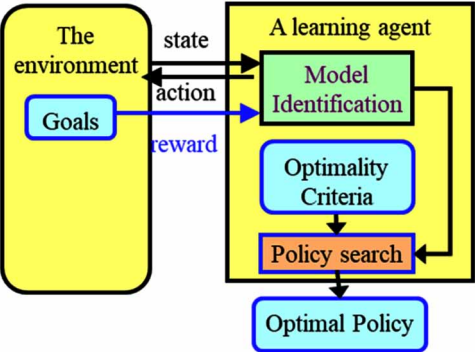 The
environment
Goals
state
action
reward
A learning agent
Model
Identification
Optimality
Criteria
Policy search
Optimal Policy